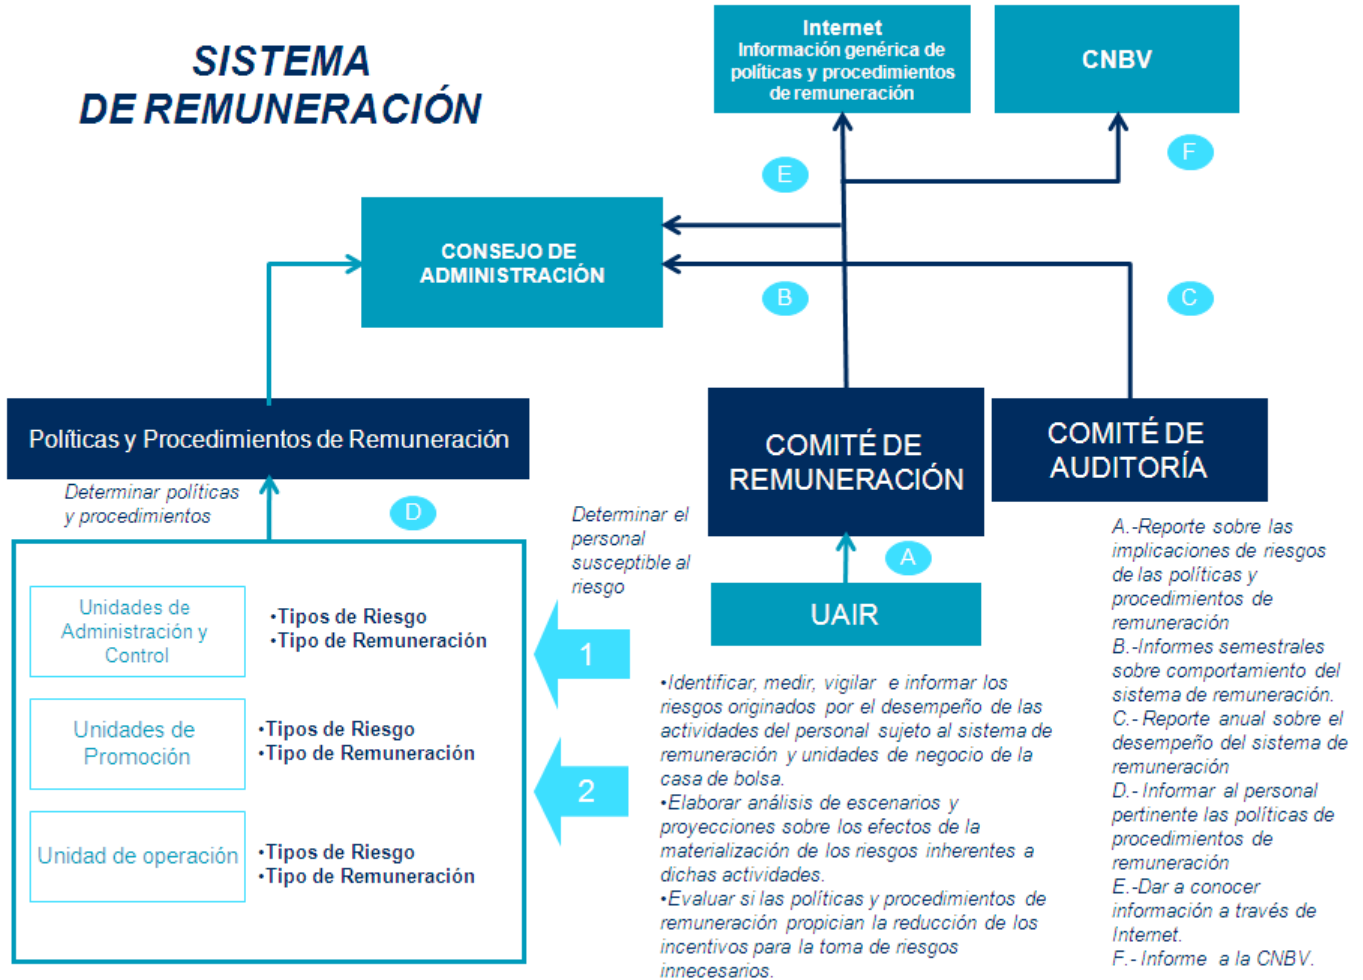 SISTEMA
DE REMUNERACIÓN
Internet
Información genérica de
políticas y procedimientos
de remuneración
CNBV
E
F
CONSEJO DE
ADMINISTRACIÓN
B
C
Políticas y Procedimientos de Remuneración
COMITÉ DE
REMUNERACIÓN
COMITÉ DE
AUDITORÍA
Determinar políticas
y procedimientos
D
Determinar el
personal
susceptible al
riesgo
A
UAIR
Unidades de
Administración y
Control
•Tipos de Riesgo
•Tipo de Remuneración
Unidades de
Promoción
•Tipos de Riesgo
•Tipo de Remuneración
Unidad de operación
•Tipos de Riesgo
•Tipo de Remuneración
1
2
•Identificar, medir, vigilar e informar los
riesgos originados por el desempeño de las
actividades del personal sujeto al sistema de
remuneración y unidades de negocio de la
casa de bolsa.
•Elaborar análisis de escenarios y
proyecciones sobre los efectos de la
materialización de los riesgos inherentes a
dichas actividades.
•Evaluar si las políticas y procedimientos de
remuneración propician la reducción de los
incentivos para la toma de riesgos
innecesarios.
A.-Reporte sobre las
implicaciones de riesgos
de las políticas y
procedimientos de
remuneración
B.-Informes semestrales
sobre comportamiento del
sistema de remuneración.
C.- Reporte anual sobre el
desempeño del sistema de
remuneración
D.- Informar al personal
pertinente las políticas de
procedimientos de
remuneración
E.-Dar a conocer
información a través de
Internet.
F.- Informe a la CNBV.